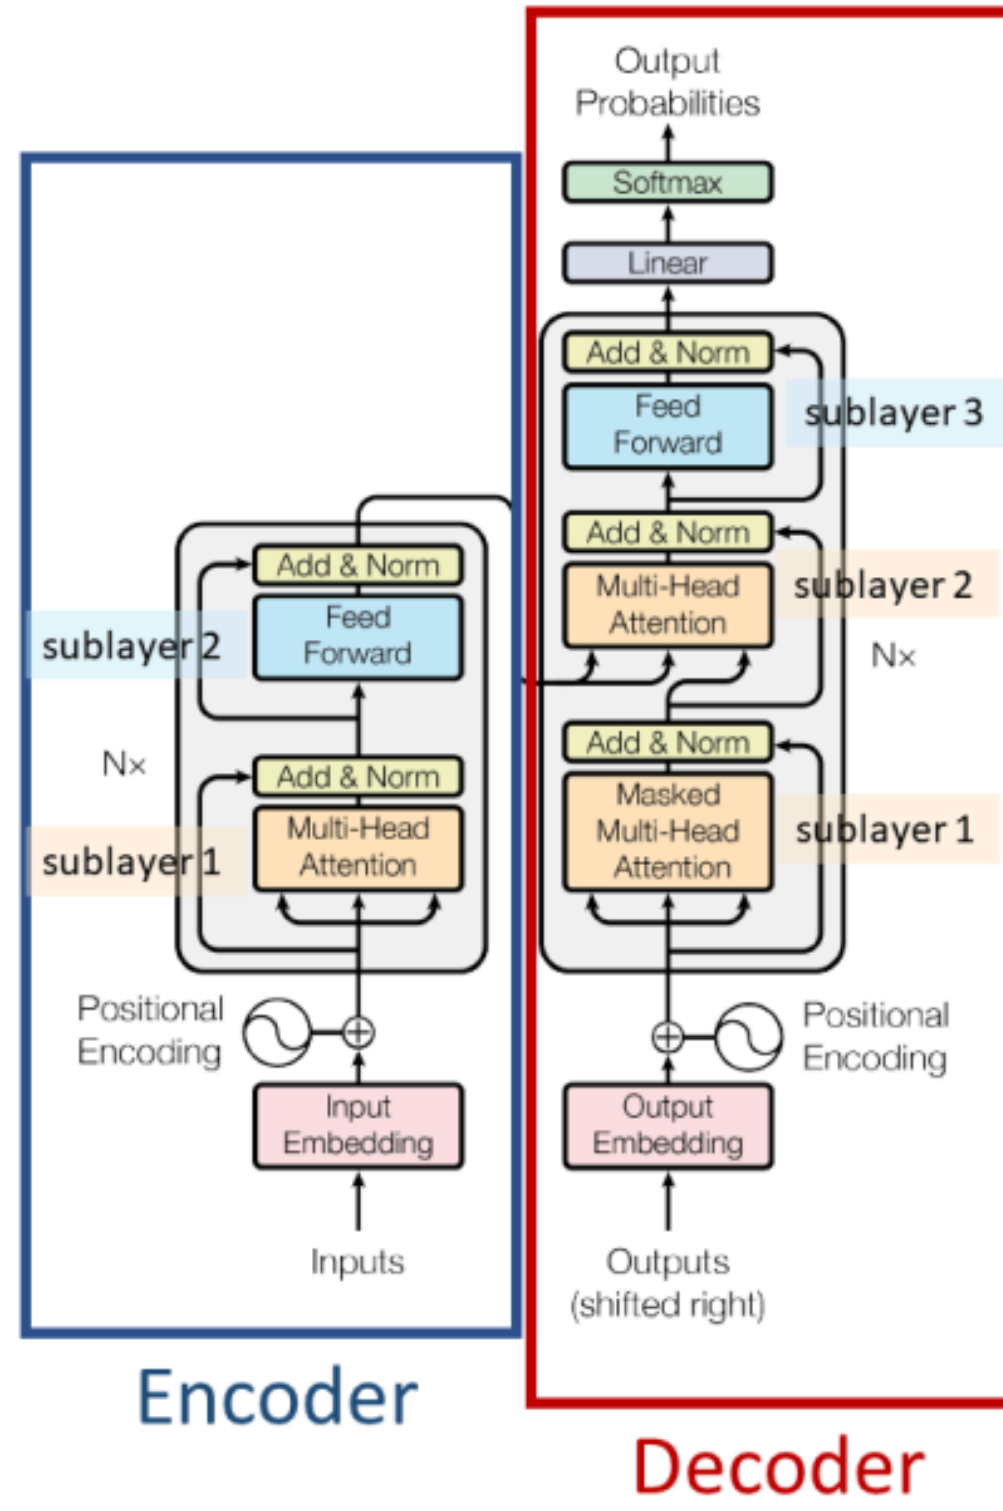 Output
Probabilities
Softmax
Linear
Add & Norm
Feed
Forward
sublayer 3
Add & Norm
Multi-Head
Attention
sublayer 2
Nx
Add & Norm
Masked
Multi-Head
Attention
sublayer 1
Positional
Encoding
Output
Embedding
Outputs
(shifted right)
Decoder
Add & Norm
Feed
Forward
sublayer 2
Nx
Add & Norm
Multi-Head
Attention
sublayer 1
Positional
Encoding
Input
Embedding
Inputs
Encoder